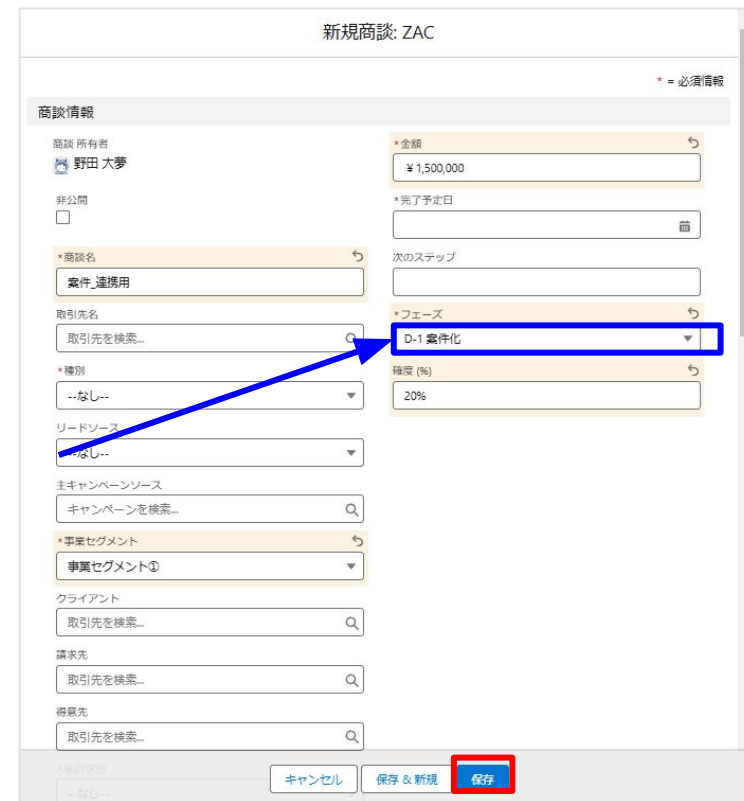 新規商談: ZAC
* = 必須情報
商談情報
商談 所有者
野田 大夢
非公開
*商談名
案件_連携用
取引先名
取引先を検索...
*種別
--なし--
リードソース
--なし--
主キャンペーンソース
キャンペーンを検索...
*事業セグメント
事業セグメント①
クライアント
取引先を検索...
請求先
取引先を検索...
得意先
取引先を検索...
*金額
¥1,500,000
*完了予定日
次のステップ
*フェーズ
D-1 案件化
確度 (%)
20%
--なし--
キャンセル
保存 & 新規
保存